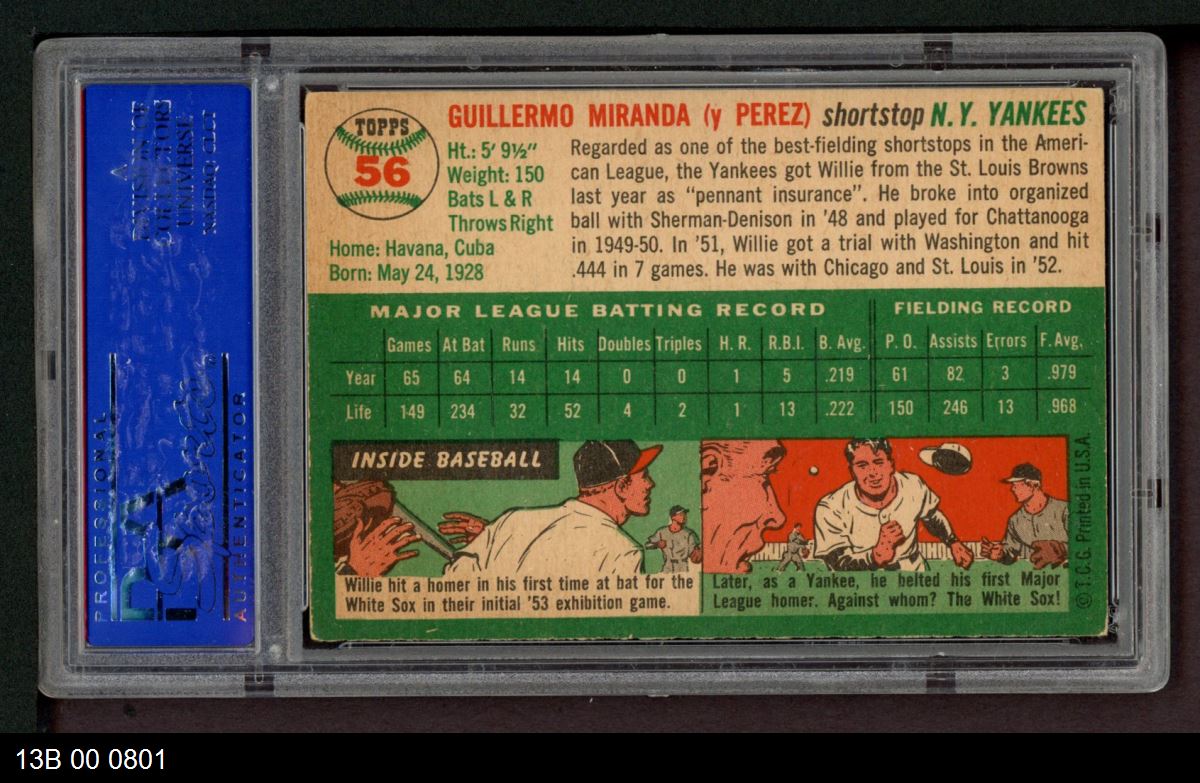 TOPPS
56
GUILLERMO MIRANDA (y PEREZ) shortstop N. Y. YANKEES
Ht.: 5' 9½"
Weight: 150
Bats L & R
Throws Right
Home: Havana, Cuba
Born: May 24, 1928
Regarded as one of the best-fielding shortstops in the Ameri-
can League, the Yankees got Willie from the St. Louis Browns
last year as "pennant insurance". He broke into organized
ball with Sherman-Denison in '48 and played for Chattanooga
in 1949-50. In '51, Willie got a trial with Washington and hit
.444 in 7 games. He was with Chicago and St. Louis in '52.
MAJOR LEAGUE BATTING RECORD FIELDING RECORD
Games At Bat Runs Hits Doubles Triples H. R. R.B.I. B. Avg. P. O. Assists Errors F. Avg.
Year 65 64 14 14 0 0 1 5 .219 61 82 3 .979
Life 149 234 32 52 4 2 1 13 .222 150 246 13 .968
INSIDE BASEBALL
Willie hit a homer in his first time at bat for the
White Sox in their initial '53 exhibition game.
Later, as a Yankee, he belted his first Major
League homer. Against whom? The White Sox!
© T.C.G. Printed in U.S.A.
A DIVISION OF
COLLECTORS
UNIVERSE
NASDAQ: CLCT
PROFESSIONAL
PSA
AUTHENTICATOR
13B 00 0801